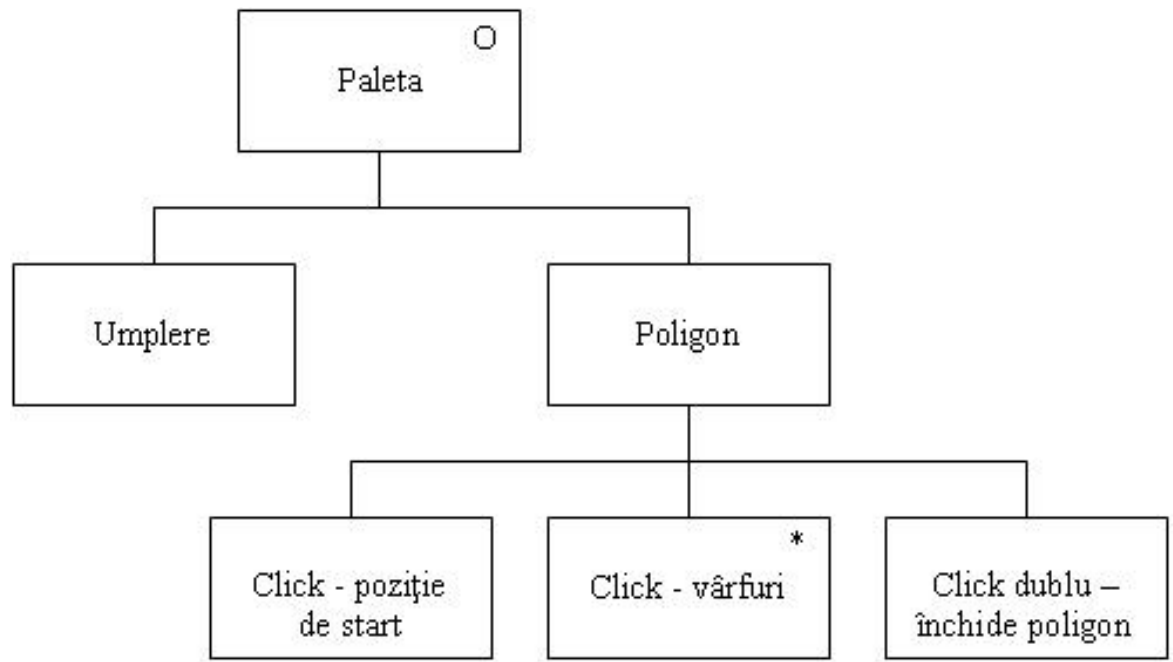 O
Paleta
Umplere
Poligon
*
Click - poziţie
de start
Click - vârfuri
Click dublu –
închide poligon